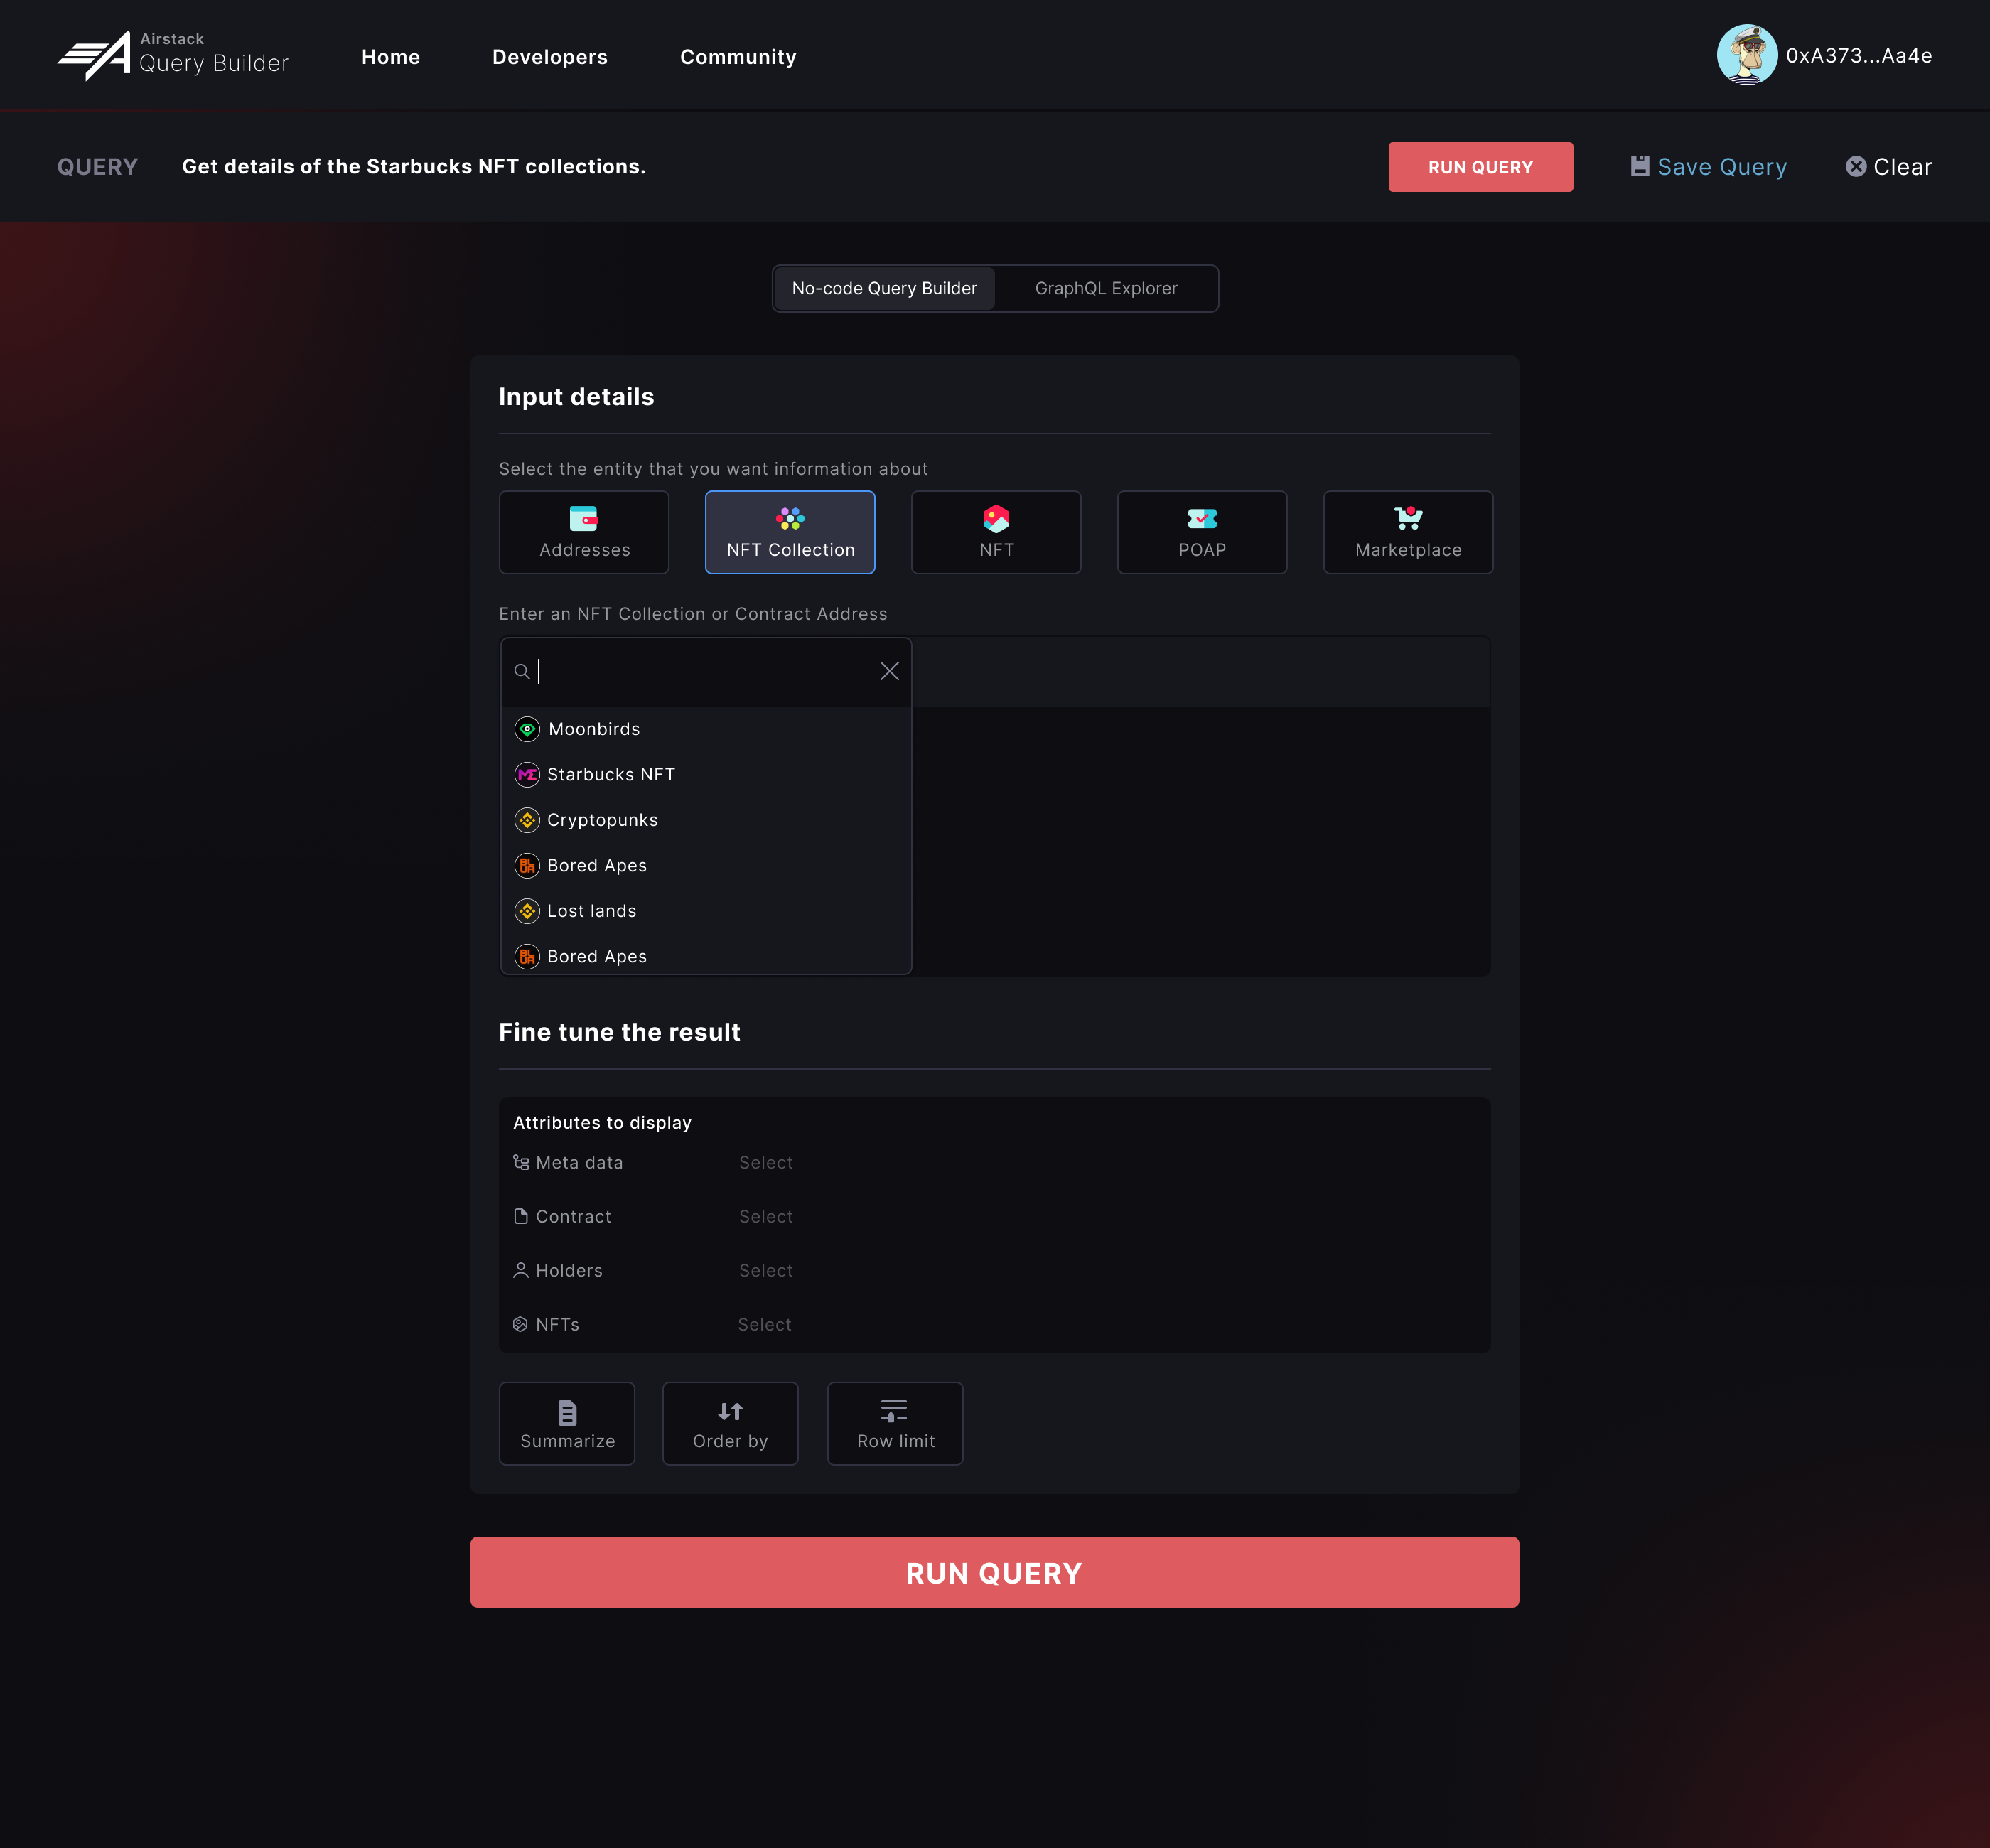 Airstack
Query Builder
Home
Developers
Community
0xA373...Aa4e
QUERY
Get details of the Starbucks NFT collections.
RUN QUERY
Save Query
Clear
No-code Query Builder
GraphQL Explorer
Input details
Select the entity that you want information about
Addresses
NFT Collection
NFT
POAP
Marketplace
Enter an NFT Collection or Contract Address
Moonbirds
Starbucks NFT
Cryptopunks
BLUR Bored Apes
Lost lands
BLUR Bored Apes
Fine tune the result
Attributes to display
Meta data Select
Contract Select
Holders Select
NFTs Select
Summarize
Order by
Row limit
RUN QUERY